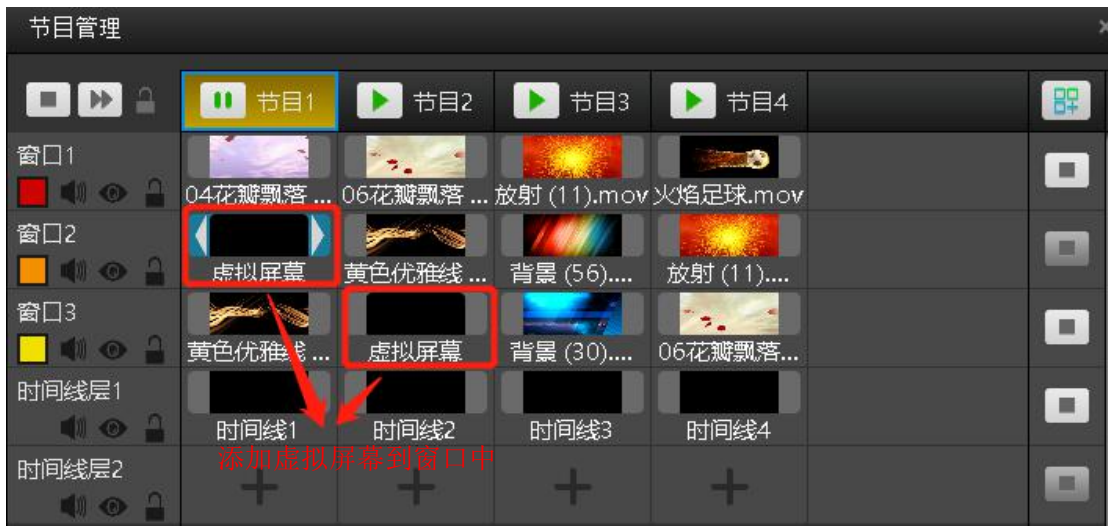 节目管理
节目1 节目2 节目3 节目4
窗口1
04花瓣飘落 ... 06花瓣飘落 ... 放射 (11).mov 火焰足球.mov
窗口2
虚拟屏幕 黄色优雅线 ... 背景 (56).... 放射 (11)....
窗口3
黄色优雅线 ... 虚拟屏幕 背景 (30).... 06花瓣飘落...
时间线层1
时间线1 时间线2 时间线3 时间线4
添加虚拟屏幕到窗口中
时间线层2